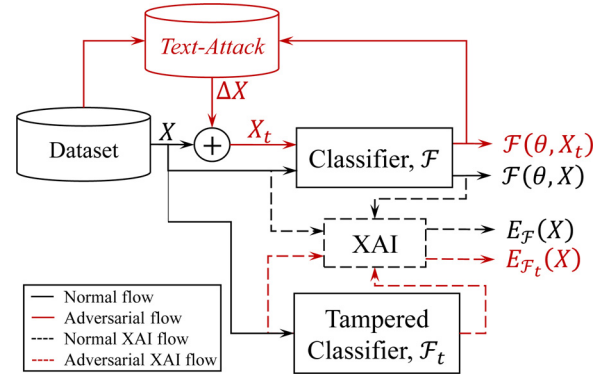 Text-Attack
ΔX
Dataset
X
+
X_t
Classifier, ℱ
ℱ(θ, X_t)
ℱ(θ, X)
XAI
E_ℱ(X)
E_ℱ_t(X)
Tampered
Classifier, ℱ_t
Normal flow
Adversarial flow
Normal XAI flow
Adversarial XAI flow